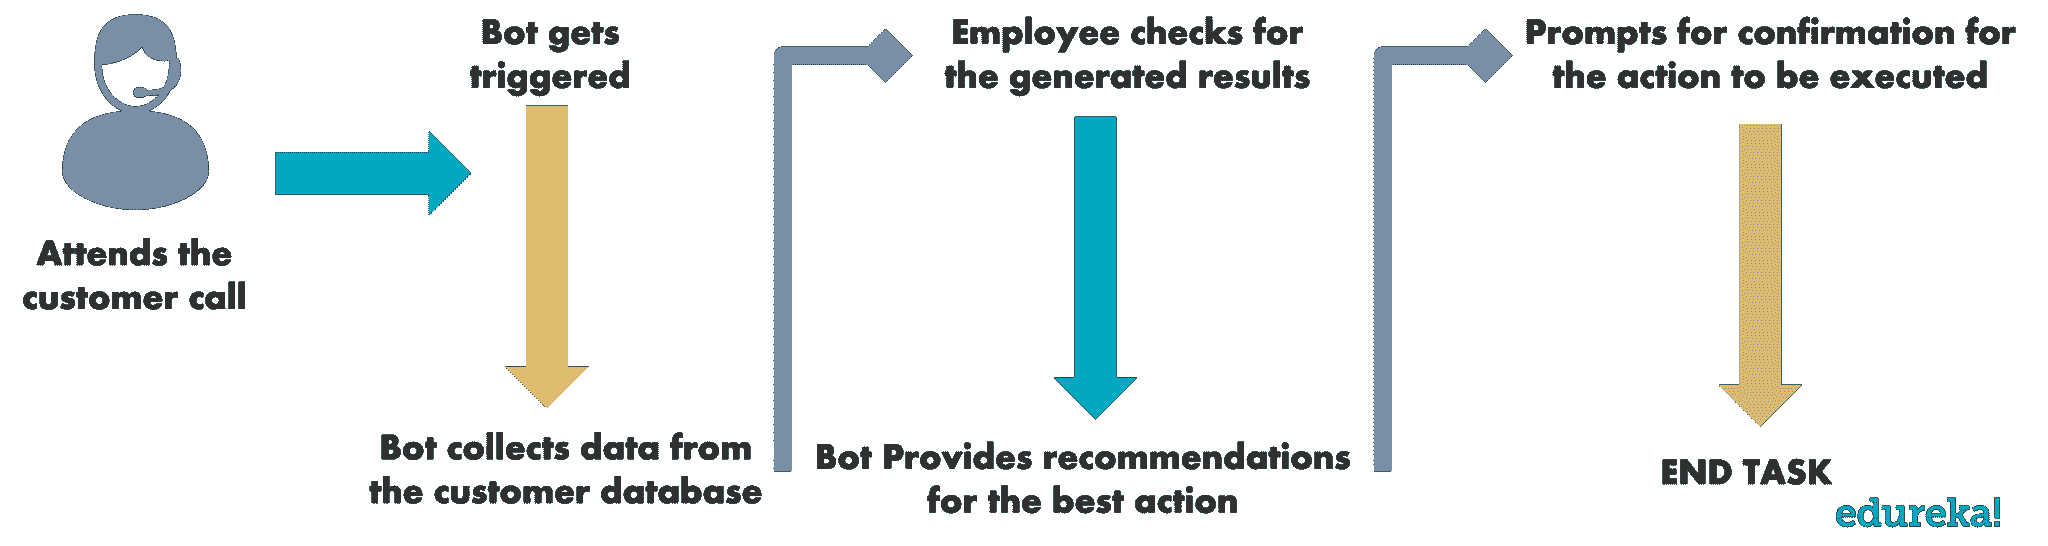 Attends the
customer call
Bot gets
triggered
Bot collects data from
the customer database
Employee checks for
the generated results
Bot Provides recommendations
for the best action
Prompts for confirmation for
the action to be executed
END TASK
edureka!